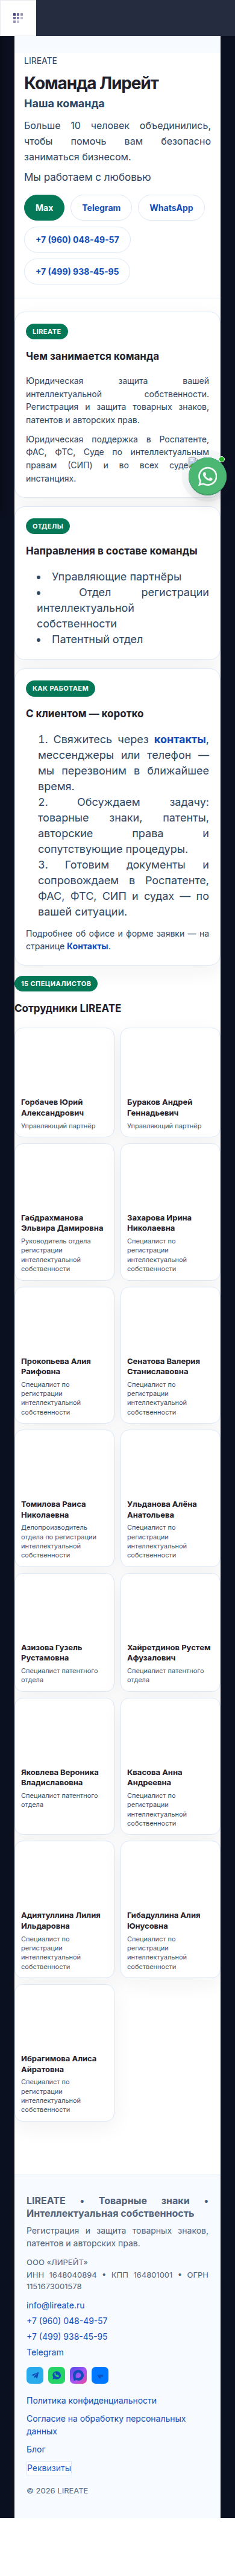 LIREATE
Команда Лирейт
Наша команда
Больше 10 человек объединились,
чтобы помочь вам безопасно
заниматься бизнесом.
Мы работаем с любовью
Max
Telegram
WhatsApp
+7 (960) 048-49-57
+7 (499) 938-45-95
LIREATE
Чем занимается команда
Юридическая защита вашей
интеллектуальной собственности.
Регистрация и защита товарных знаков,
патентов и авторских прав.
Юридическая поддержка в Роспатенте,
ФАС, ФТС, Суде по интеллектуальным
правам (СИП) и во всех суде
инстанциях.
ОТДЕЛЫ
Направления в составе команды
• Управляющие партнёры
• Отдел регистрации
интеллектуальной
собственности
• Патентный отдел
КАК РАБОТАЕМ
С клиентом — коротко
1. Свяжитесь через контакты,
мессенджеры или телефон —
мы перезвоним в ближайшее
время.
2. Обсуждаем задачу:
товарные знаки, патенты,
авторские права и
сопутствующие процедуры.
3. Готовим документы и
сопровождаем в Роспатенте,
ФАС, ФТС, СИП и судах — по
вашей ситуации.
Подробнее об офисе и форме заявки — на
странице Контакты.
15 СПЕЦИАЛИСТОВ
Сотрудники LIREATE
Горбачев Юрий
Александрович
Управляющий партнёр
Бураков Андрей
Геннадьевич
Управляющий партнёр
Габдрахманова
Эльвира Дамировна
Руководитель отдела
регистрации
интеллектуальной
собственности
Захарова Ирина
Николаевна
Специалист по
регистрации
интеллектуальной
собственности
Прокопьева Алия
Раифовна
Специалист по
регистрации
интеллектуальной
собственности
Сенатова Валерия
Станиславовна
Специалист по
регистрации
интеллектуальной
собственности
Томилова Раиса
Николаевна
Делопроизводитель
отдела по регистрации
интеллектуальной
собственности
Ульданова Алёна
Анатольева
Специалист по
регистрации
интеллектуальной
собственности
Азизова Гузель
Рустамовна
Специалист патентного
отдела
Хайретдинов Рустем
Афузалович
Специалист патентного
отдела
Яковлева Вероника
Владиславовна
Специалист патентного
отдела
Квасова Анна
Андреевна
Специалист по
регистрации
интеллектуальной
собственности
Адиятуллина Лилия
Ильдаровна
Специалист по
регистрации
интеллектуальной
собственности
Гибадуллина Алия
Юнусовна
Специалист по
регистрации
интеллектуальной
собственности
Ибрагимова Алиса
Айратовна
Специалист по
регистрации
интеллектуальной
собственности
LIREATE • Товарные знаки •
Интеллектуальная собственность
Регистрация и защита товарных знаков,
патентов и авторских прав.
ООО «ЛИРЕЙТ»
ИНН 1648040894 • КПП 164801001 • ОГРН
1151673001578
info@lireate.ru
+7 (960) 048-49-57
+7 (499) 938-45-95
Telegram
Политика конфиденциальности
Согласие на обработку персональных
данных
Блог
Реквизиты
© 2026 LIREATE